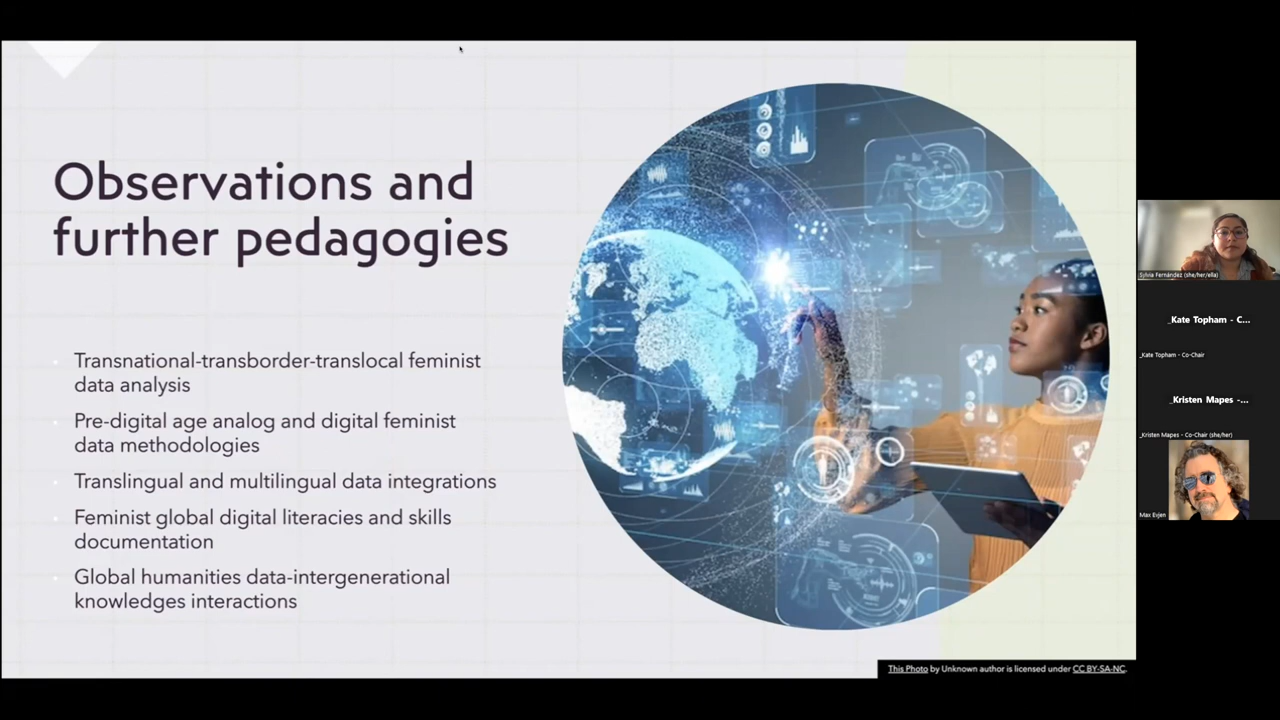 Observations and
further pedagogies
Transnational-transborder-translocal feminist
data analysis
Pre-digital age analog and digital feminist
data methodologies
Translingual and multilingual data integrations
Feminist global digital literacies and skills
documentation
Global humanities data-intergenerational
knowledges interactions
This Photo by Unknown author is licensed under CC BY-SA-NC.
Sylvia Fernández (she/her/ella)
_Kate Topham - C...
_Kate Topham - Co-Chair
_Kristen Mapes -...
_Kristen Mapes - Co-Chair (she/her)
Max Evjen